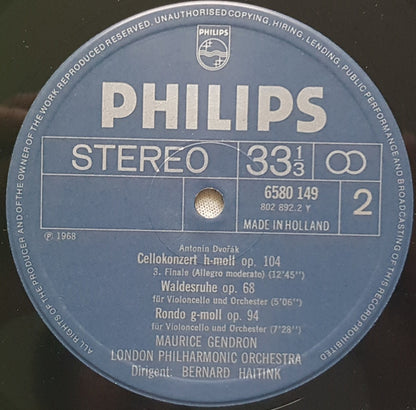 ALL RIGHTS OF THE PRODUCER AND OF THE OWNER OF THE WORK REPRODUCED RESERVED. UNAUTHORISED COPYING, HIRING, LENDING, PUBLIC PERFORMANCE AND BROADCASTING OF THIS RECORD PROHIBITED
PHILIPS
PHILIPS
STEREO 33 1/3
6580 149
802 892.2 Y
2
MADE IN HOLLAND
Ⓟ 1968
Antonin Dvořák
Cellokonzert h-moll op. 104
3. Finale (Allegro moderato) (12'45")
Waldesruhe op. 68
für Violoncello und Orchester (5'06")
Rondo g-moll op. 94
für Violoncello und Orchester (7'28")
MAURICE GENDRON
LONDON PHILHARMONIC ORCHESTRA
Dirigent: BERNARD HAITINK